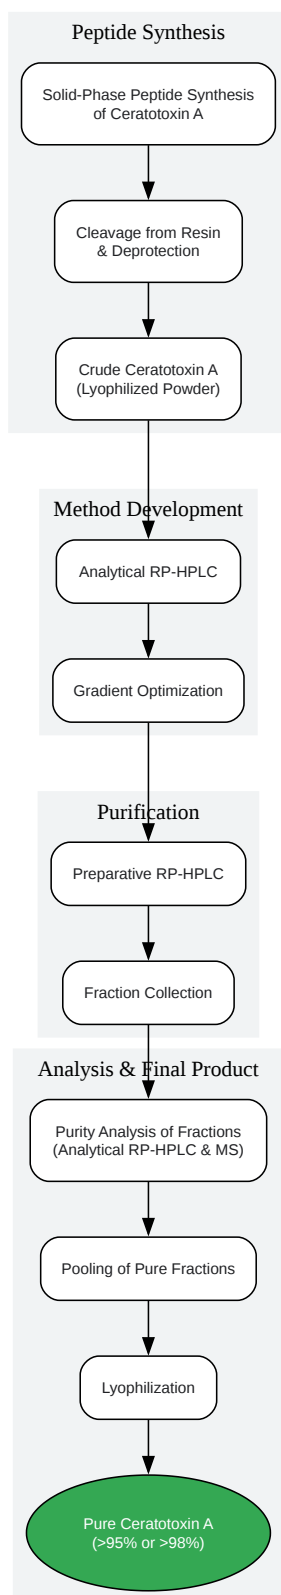 Peptide Synthesis
Solid-Phase Peptide Synthesis
of Ceratotoxin A
Cleavage from Resin
& Deprotection
Crude Ceratotoxin A
(Lyophilized Powder)
Method Development
Analytical RP-HPLC
Gradient Optimization
Purification
Preparative RP-HPLC
Fraction Collection
Analysis & Final Product
Purity Analysis of Fractions
(Analytical RP-HPLC & MS)
Pooling of Pure Fractions
Lyophilization
Pure Ceratotoxin A
(>95% or >98%)